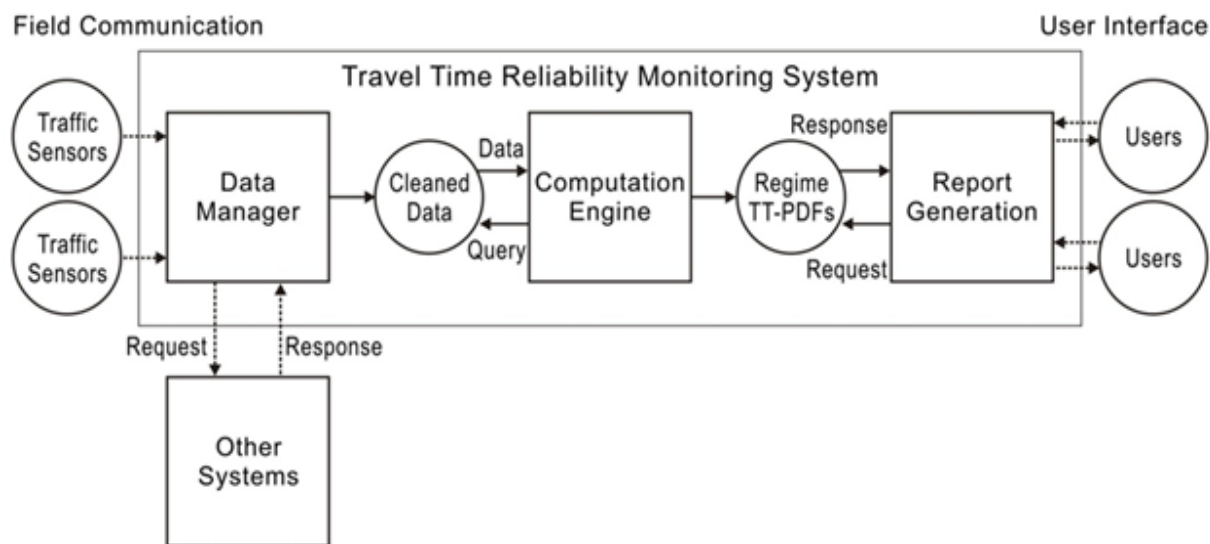 Field Communication
User Interface
Travel Time Reliability Monitoring System
Traffic
Sensors
Traffic
Sensors
Data
Manager
Cleaned
Data
Data
Query
Computation
Engine
Regime
TT-PDFs
Response
Request
Report
Generation
Users
Users
Request
Response
Other
Systems